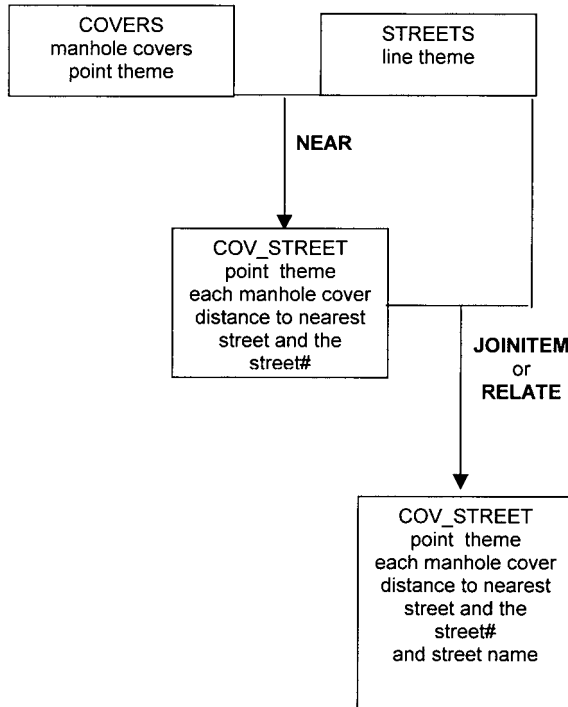 COVERS
manhole covers
point theme
STREETS
line theme
NEAR
COV_STREET
point theme
each manhole cover
distance to nearest
street and the
street#
JOINITEM
or
RELATE
COV_STREET
point theme
each manhole cover
distance to nearest
street and the
street#
and street name